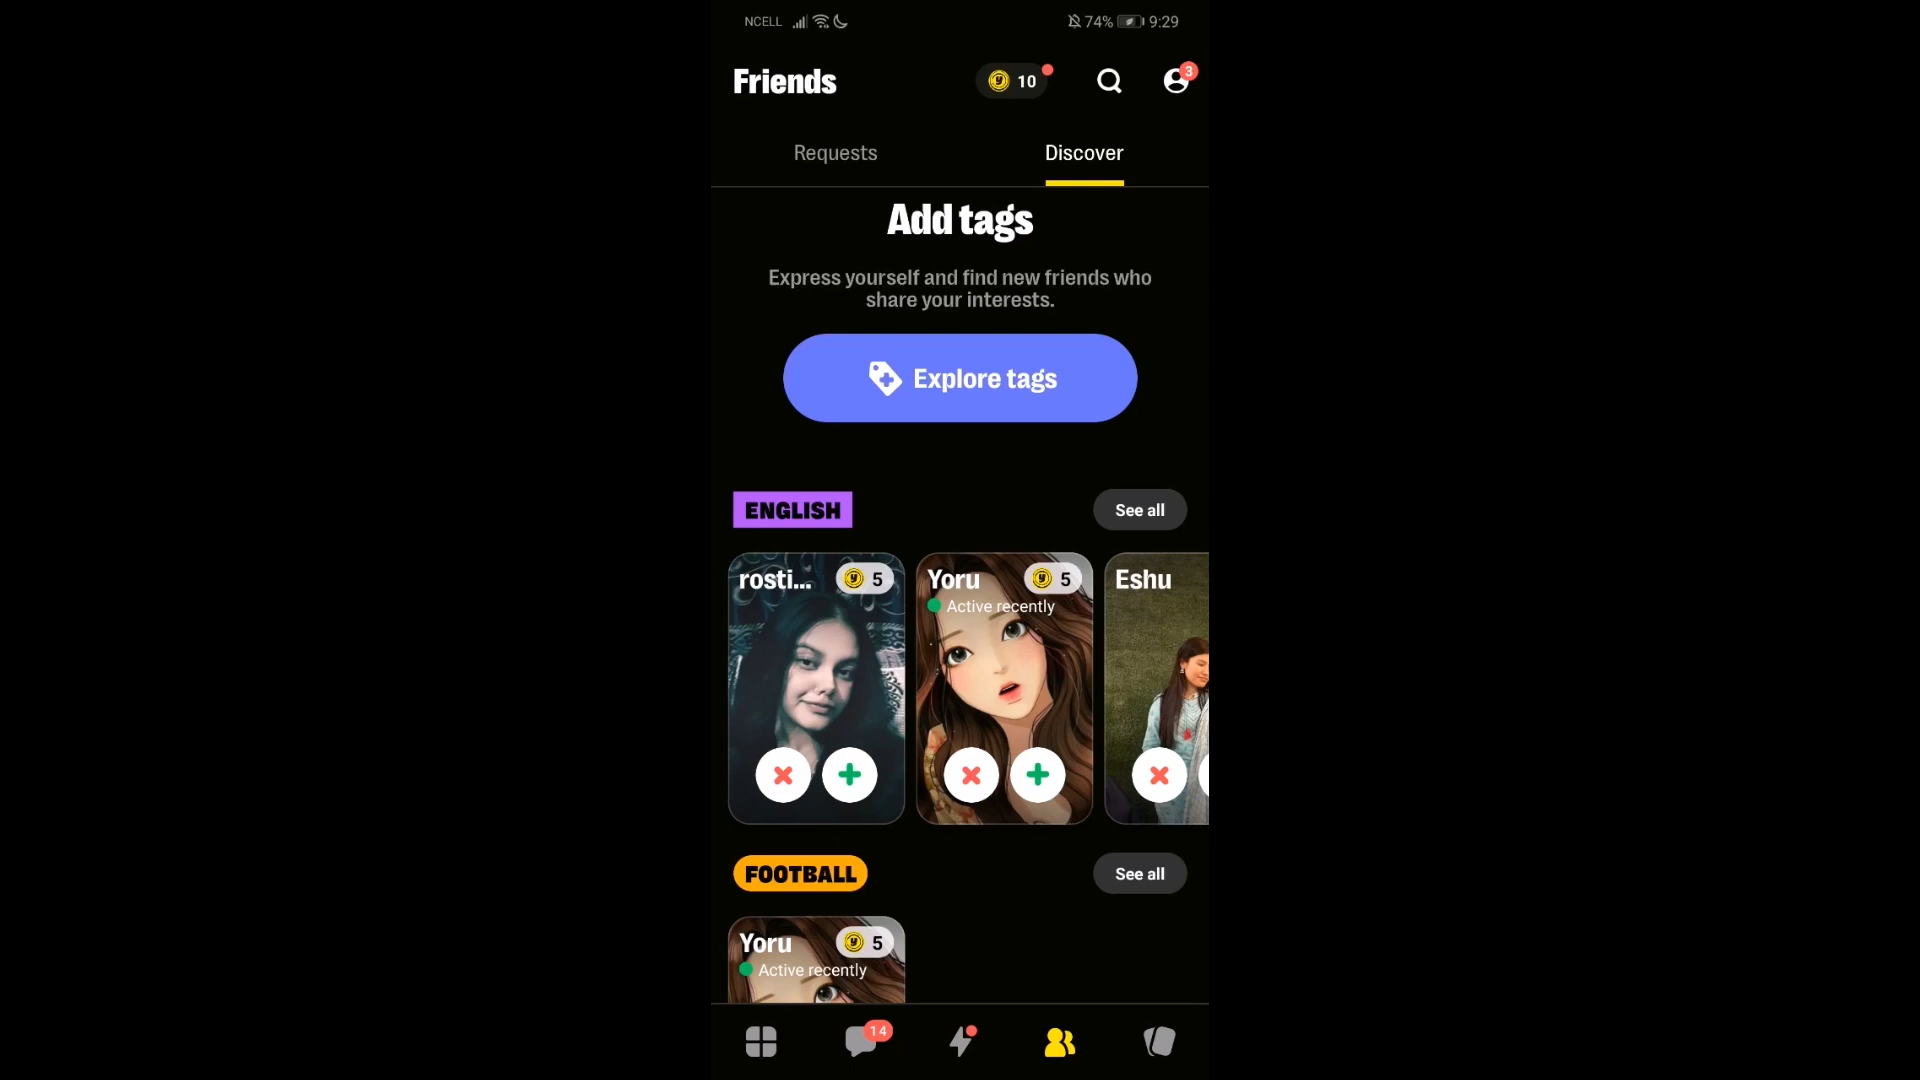 NCELL 74% 9:29
Friends 10 3
Requests Discover
Add tags
Express yourself and find new friends who
share your interests.
Explore tags
ENGLISH See all
rosti... 5
Yoru 5
Active recently
Eshu
FOOTBALL See all
Yoru 5
Active recently
14